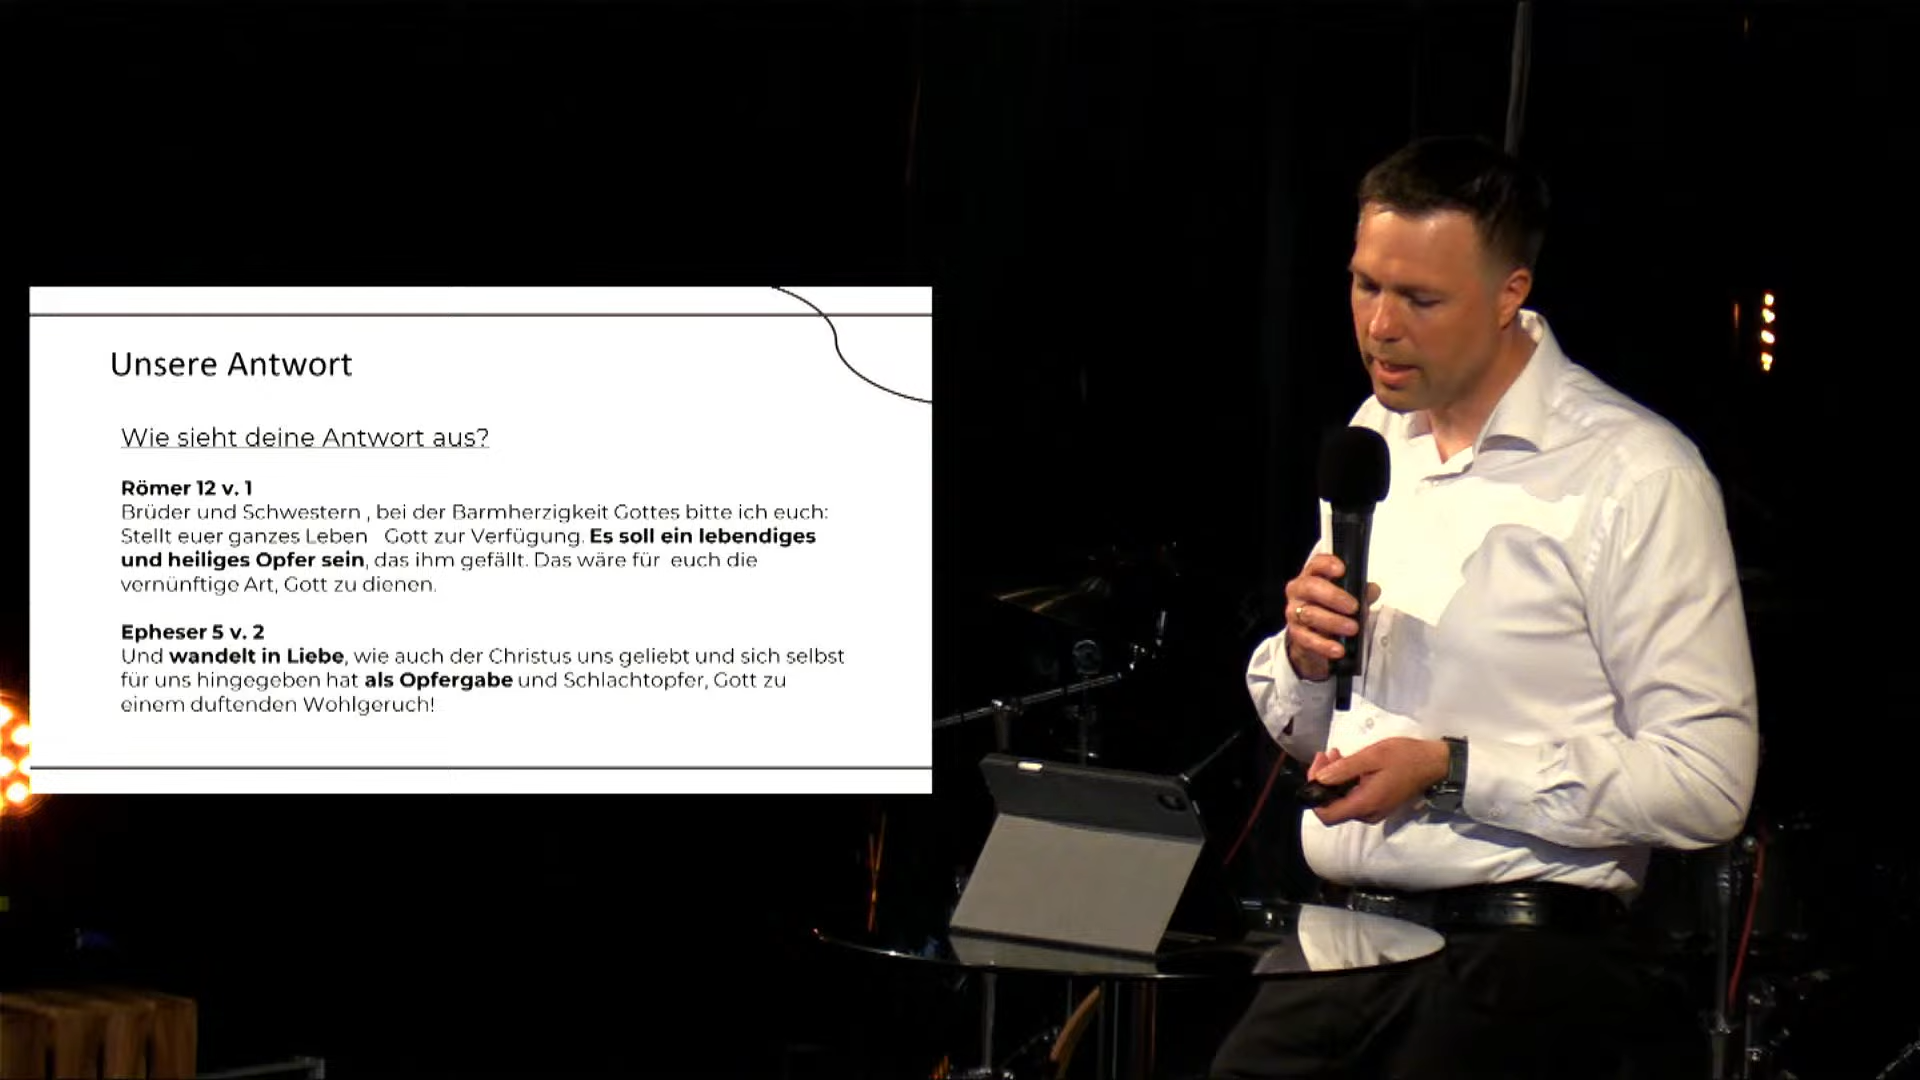 Unsere Antwort
Wie sieht deine Antwort aus?
Römer 12 v. 1
Brüder und Schwestern , bei der Barmherzigkeit Gottes bitte ich euch:
Stellt euer ganzes Leben   Gott zur Verfügung. Es soll ein lebendiges
und heiliges Opfer sein, das ihm gefällt. Das wäre für  euch die
vernünftige Art, Gott zu dienen.
Epheser 5 v. 2
Und wandelt in Liebe, wie auch der Christus uns geliebt und sich selbst
für uns hingegeben hat als Opfergabe und Schlachtopfer, Gott zu
einem duftenden Wohlgeruch!